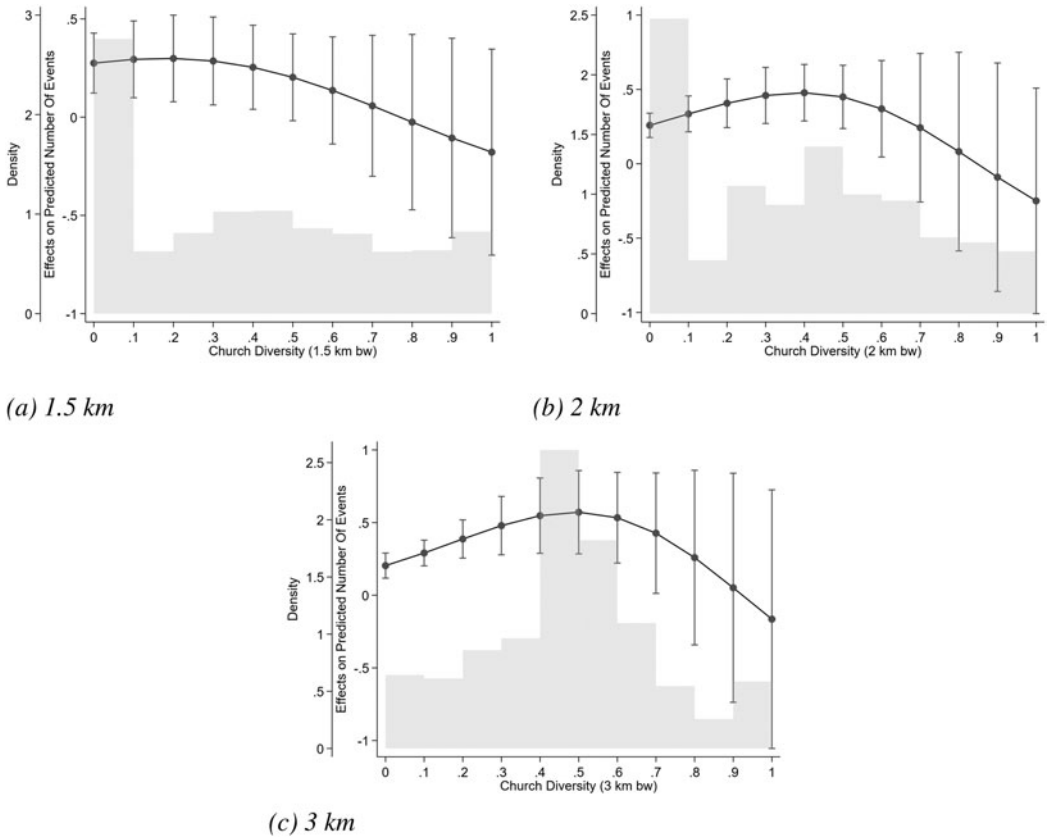 3
2
1
0
Density
.5
0
-.5
-1
Effects on Predicted Number Of Events
0 .1 .2 .3 .4 .5 .6 .7 .8 .9 1
Church Diversity (1.5 km bw)
2.5
2
1.5
1
.5
0
Density
1
.5
0
-.5
-1
Effects on Predicted Number Of Events
0 .1 .2 .3 .4 .5 .6 .7 .8 .9 1
Church Diversity (2 km bw)
(a) 1.5 km
(b) 2 km
2.5
2
1.5
1
.5
0
Density
1
.5
0
-.5
-1
Effects on Predicted Number Of Events
0 .1 .2 .3 .4 .5 .6 .7 .8 .9 1
Church Diversity (3 km bw)
(c) 3 km